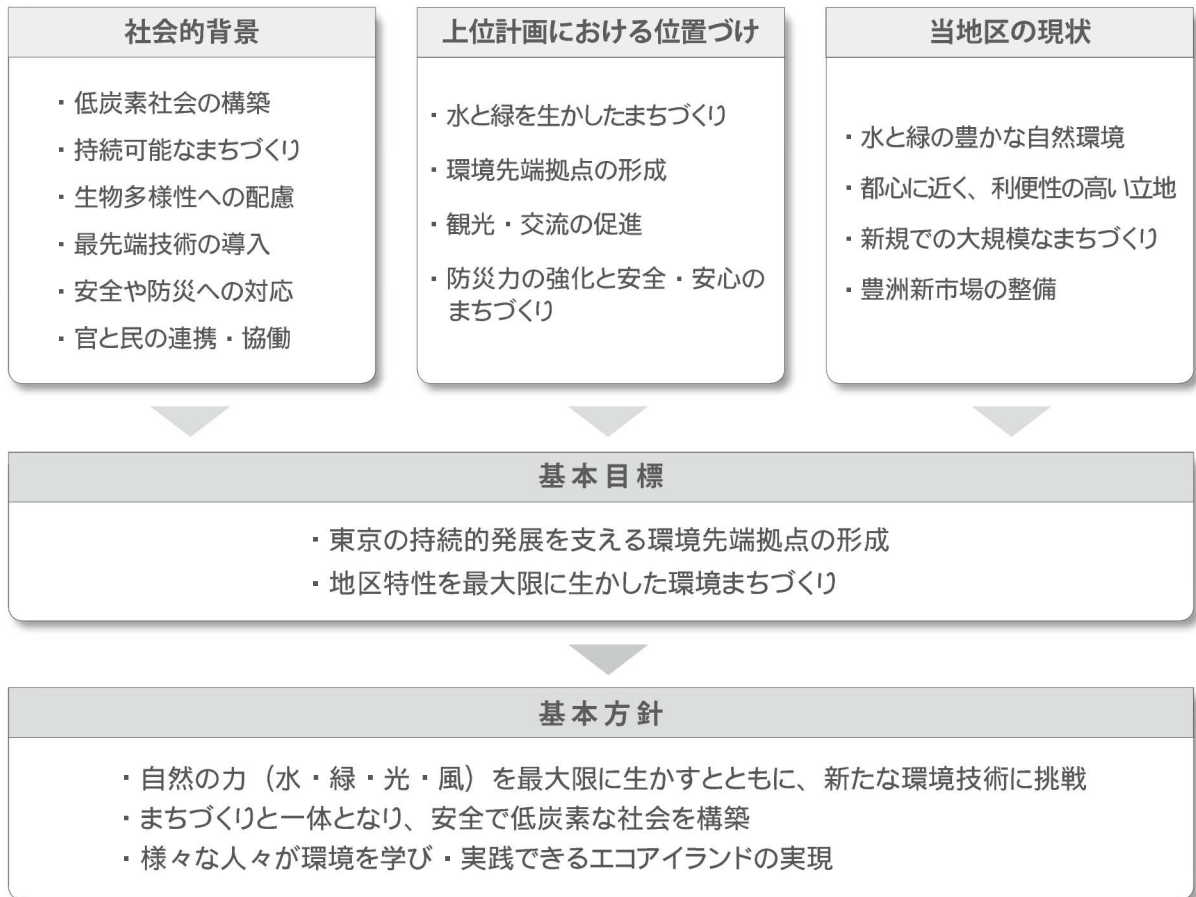 社会的背景
・低炭素社会の構築
・持続可能なまちづくり
・生物多様性への配慮
・最先端技術の導入
・安全や防災への対応
・官と民の連携・協働
上位計画における位置づけ
・水と緑を生かしたまちづくり
・環境先端拠点の形成
・観光・交流の促進
・防災力の強化と安全・安心の
まちづくり
当地区の現状
・水と緑の豊かな自然環境
・都心に近く、利便性の高い立地
・新規での大規模なまちづくり
・豊洲新市場の整備
基本目標
・東京の持続的発展を支える環境先端拠点の形成
・地区特性を最大限に生かした環境まちづくり
基本方針
・自然の力（水・緑・光・風）を最大限に生かすとともに、新たな環境技術に挑戦
・まちづくりと一体となり、安全で低炭素な社会を構築
・様々な人々が環境を学び・実践できるエコアイランドの実現